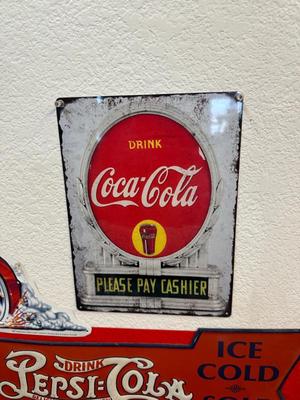 DRINK
Coca-Cola
PLEASE PAY CASHIER
DRINK
PEPSI-COLA
ICE
COLD